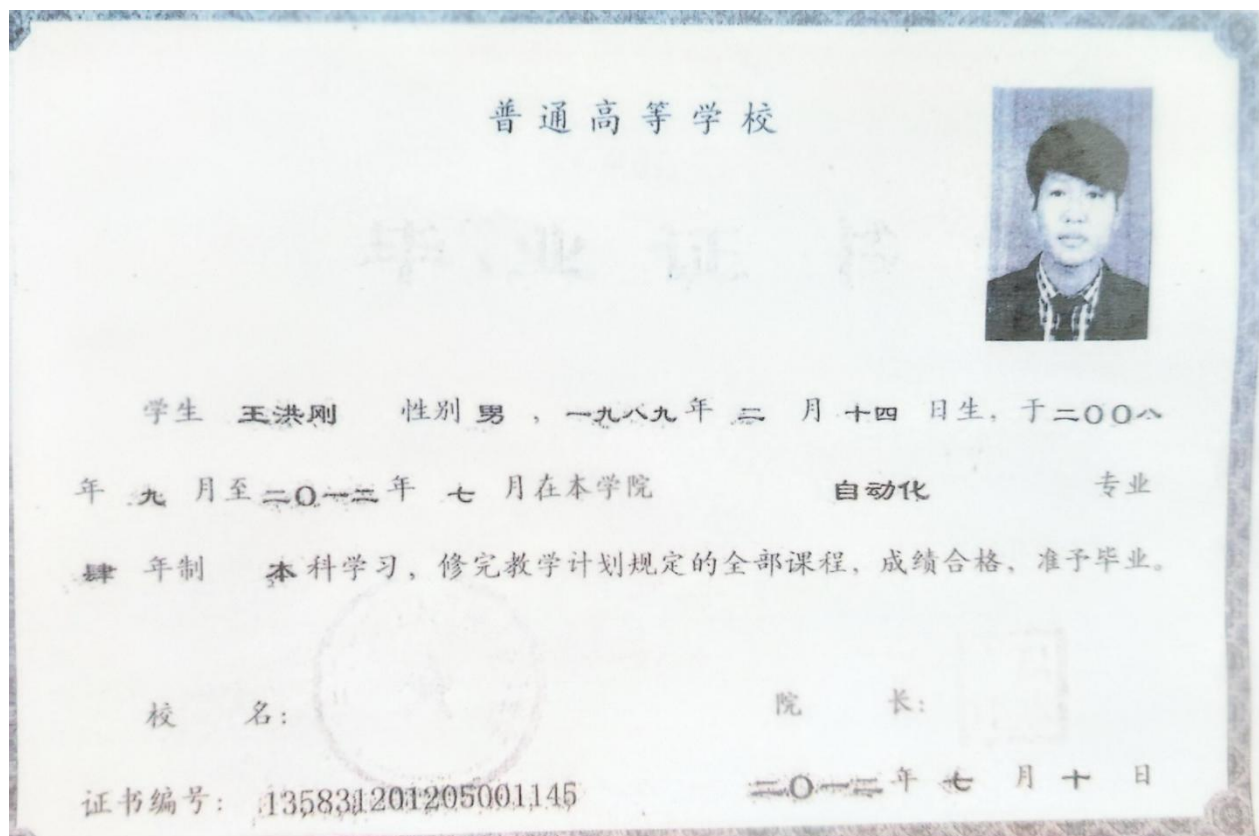 普通高等学校
毕业证书
学生 王洪刚 性别 男 , 一九八九年 二 月 十四 日生, 于二〇〇八
年 九 月至二〇一二年 七 月在本学院 自动化 专业
肆 年制 本科学习, 修完教学计划规定的全部课程, 成绩合格, 准予毕业。
校 名:
院 长:
证书编号: 135831201205001145
二〇一二年 七 月 十 日